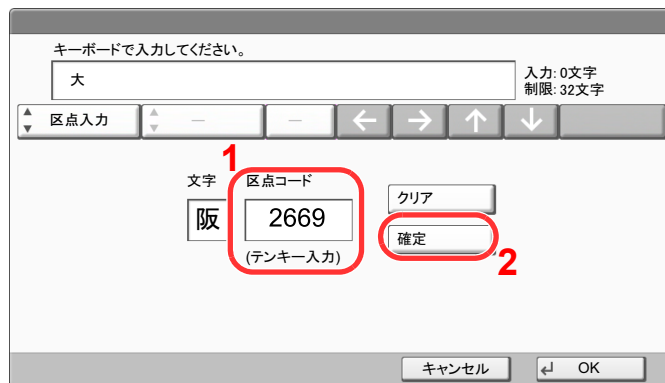 キーボードで入力してください。
大
入力: 0文字
制限: 32文字
区点入力
1
文字 区点コード
阪 2669
(テンキー入力)
クリア
確定
2
キャンセル
OK